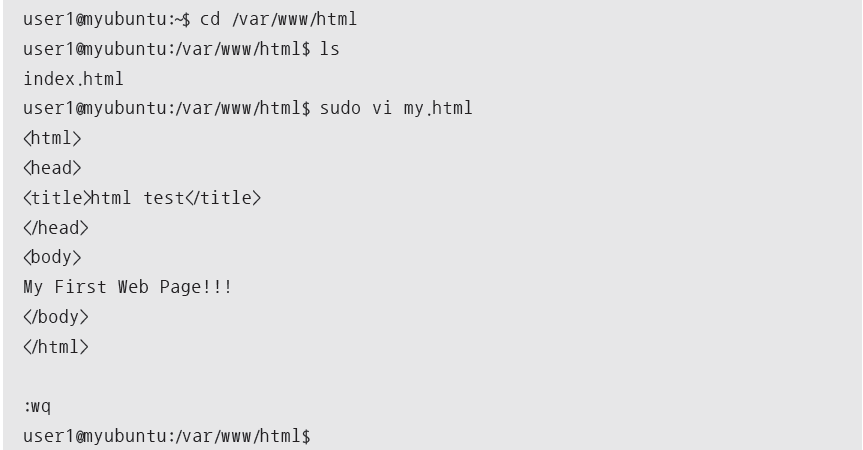 user1@myubuntu:~$ cd /var/www/html
user1@myubuntu:/var/www/html$ ls
index.html
user1@myubuntu:/var/www/html$ sudo vi my.html
<html>
<head>
<title>html test</title>
</head>
<body>
My First Web Page!!!
</body>
</html>
:wq
user1@myubuntu:/var/www/html$